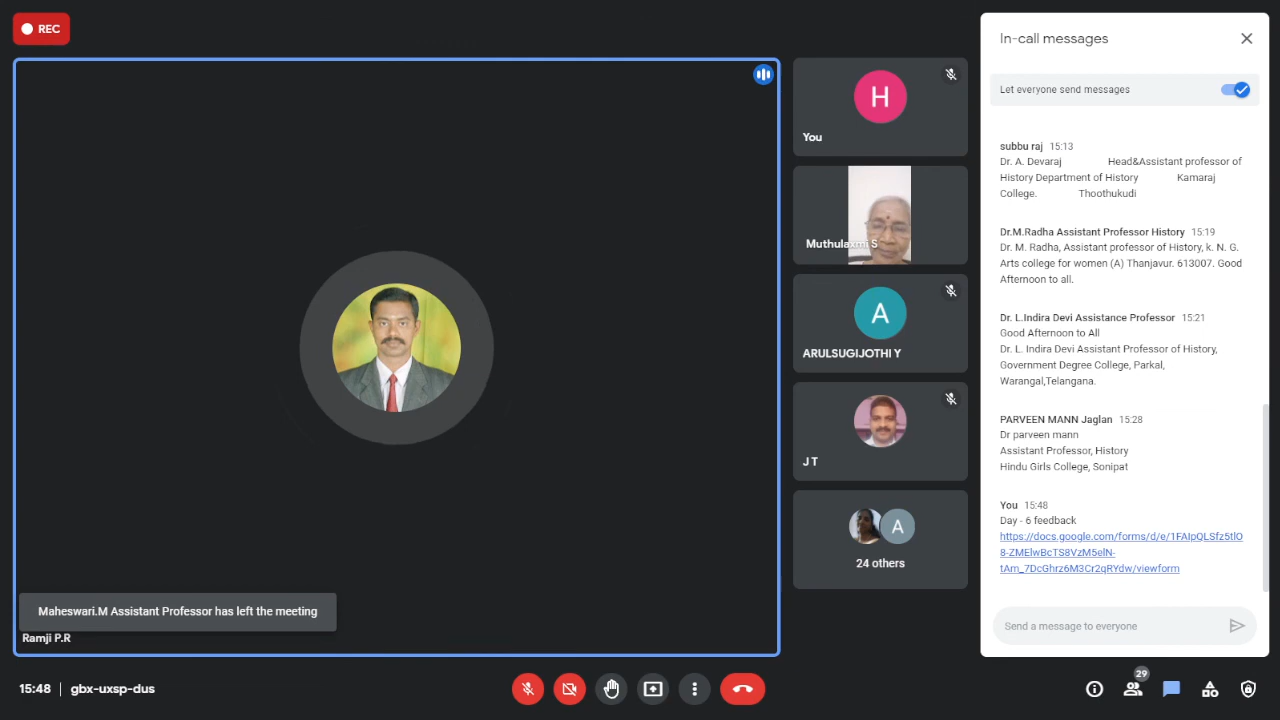 REC
H
You
Muthulaxmi S
A
ARULSUGIJOTHI Y
J T
A
24 others
Maheswari.M Assistant Professor has left the meeting
Ramji P.R
15:48 | gbx-uxsp-dus
29
In-call messages
Let everyone send messages
subbu raj 15:13
Dr. A. Devaraj Head&Assistant professor of
History Department of History Kamaraj
College. Thoothukudi
Dr.M.Radha Assistant Professor History 15:19
Dr. M. Radha, Assistant professor of History, k. N. G.
Arts college for women (A) Thanjavur. 613007. Good
Afternoon to all.
Dr. L.Indira Devi Assistance Professor 15:21
Good Afternoon to All
Dr. L. Indira Devi Assistant Professor of History,
Government Degree College, Parkal,
Warangal,Telangana.
PARVEEN MANN Jaglan 15:28
Dr parveen mann
Assistant Professor, History
Hindu Girls College, Sonipat
You 15:48
Day - 6 feedback
https://docs.google.com/forms/d/e/1FAIpQLSfz5tlO
8-ZMElwBcTS8VzM5elN-
tAm_7DcGhrz6M3Cr2qRYdw/viewform
Send a message to everyone